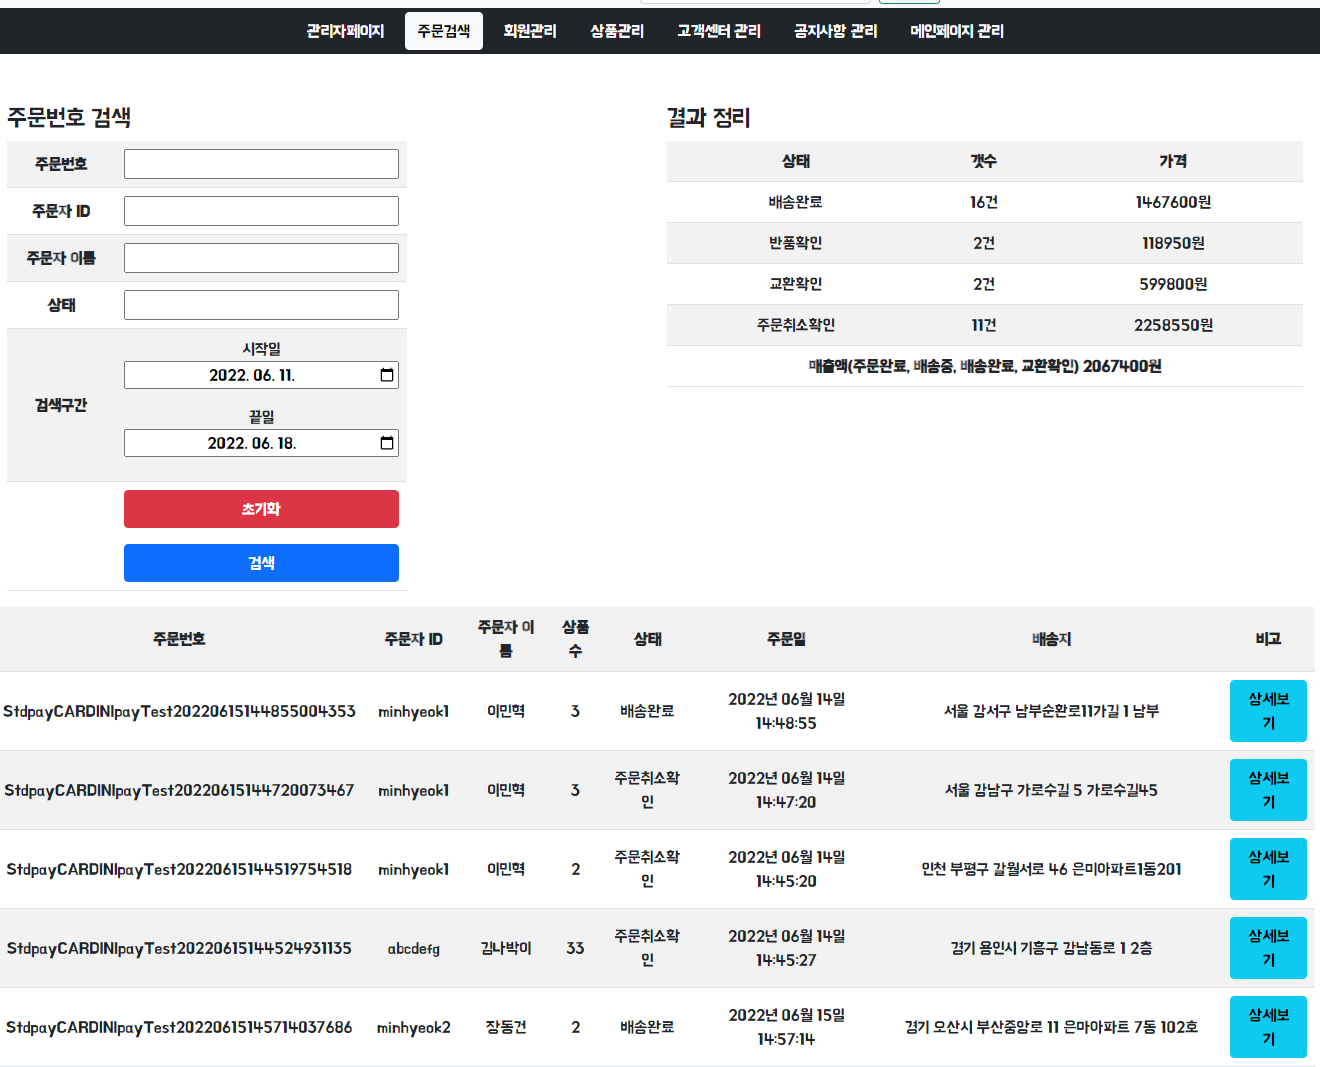 관리자페이지 주문검색 회원관리 상품관리 고객센터 관리 공지사항 관리 메인페이지 관리
주문번호 검색
주문번호
주문자 ID
주문자 이름
상태
검색구간
시작일
2022. 06. 11.
끝일
2022. 06. 18.
초기화
검색
결과 정리
상태 갯수 가격
배송완료 16건 1467600원
반품확인 2건 118950원
교환확인 2건 599800원
주문취소확인 11건 2258550원
매출액(주문완료, 배송중, 배송완료, 교환확인) 2067400원
주문번호 주문자 ID 주문자 이 상품 상태 주문일 배송지 비고
름 수
StdpayCARDINIpayTest20220615144855004353 minhyeok1 이민혁 3 배송완료 2022년 06월 14일 서울 강서구 남부순환로11가길 1 남부 상세보
14:48:55 기
StdpayCARDINIpayTest20220615144720073467 minhyeok1 이민혁 3 주문취소확 2022년 06월 14일 서울 강남구 가로수길 5 가로수길45 상세보
인 14:47:20 기
StdpayCARDINIpayTest20220615144519754518 minhyeok1 이민혁 2 주문취소확 2022년 06월 14일 인천 부평구 갈월서로 46 은미아파트1동201 상세보
인 14:45:20 기
StdpayCARDINIpayTest20220615144524931135 abcdefg 김나박이 33 주문취소확 2022년 06월 14일 경기 용인시 기흥구 강남동로 1 2층 상세보
인 14:45:27 기
StdpayCARDINIpayTest20220615145714037686 minhyeok2 장동건 2 배송완료 2022년 06월 15일 경기 오산시 부산중앙로 11 은마아파트 7동 102호 상세보
14:57:14 기